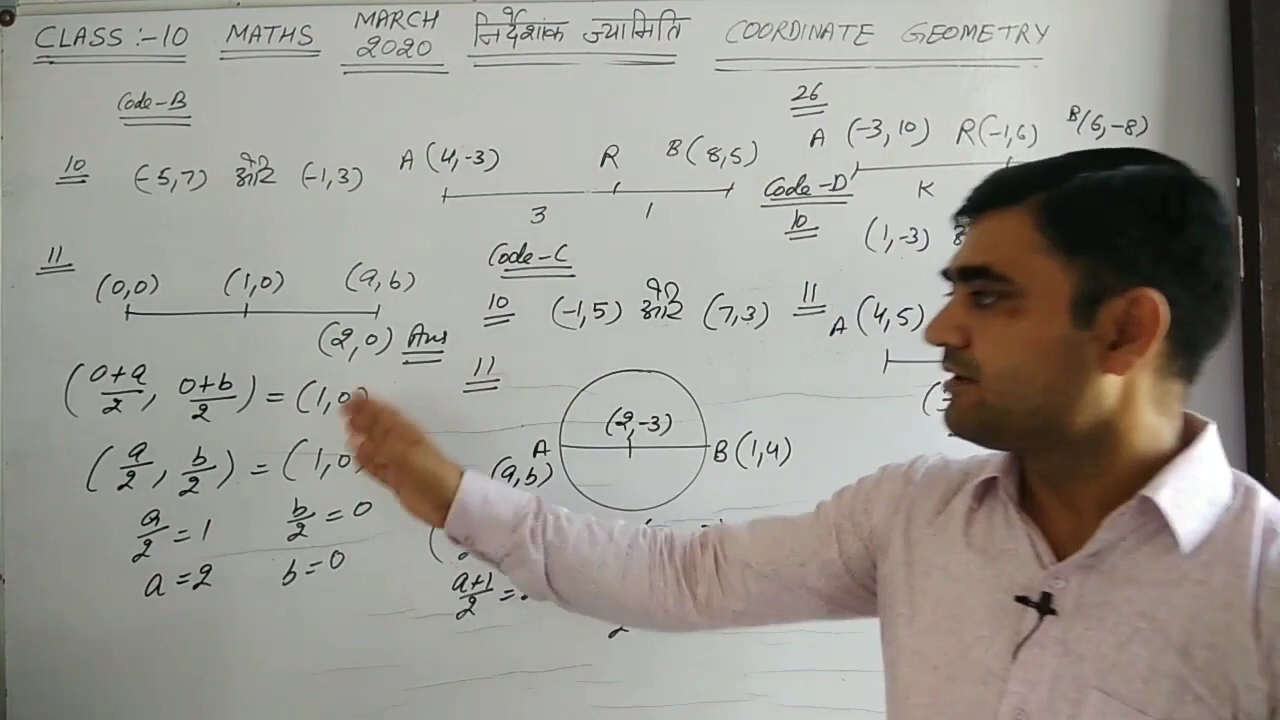 CLASS :- 10 MATHS MARCH 2020 निर्देशांक ज्यामिति COORDINATE GEOMETRY
Code-B
10 (-5,7) और (-1,3)
A (4,-3) R B(8,5)
3 1
11
(0,0) (1,0) (a,b)
(2,0) Ans
(0+a/2, 0+b/2) = (1,0)
(a/2, b/2) = (1,0)
a/2 = 1 b/2 = 0
a = 2 b = 0
Code-C
10 (-1,5) और (7,3)
11
(-2,-3)
A B(1,4)
(a,b)
a+1/2 =
26
A (-3,10) R(-1,6) B(6,-8)
K
Code-D
10 (1,-3)
11 A (4,5)